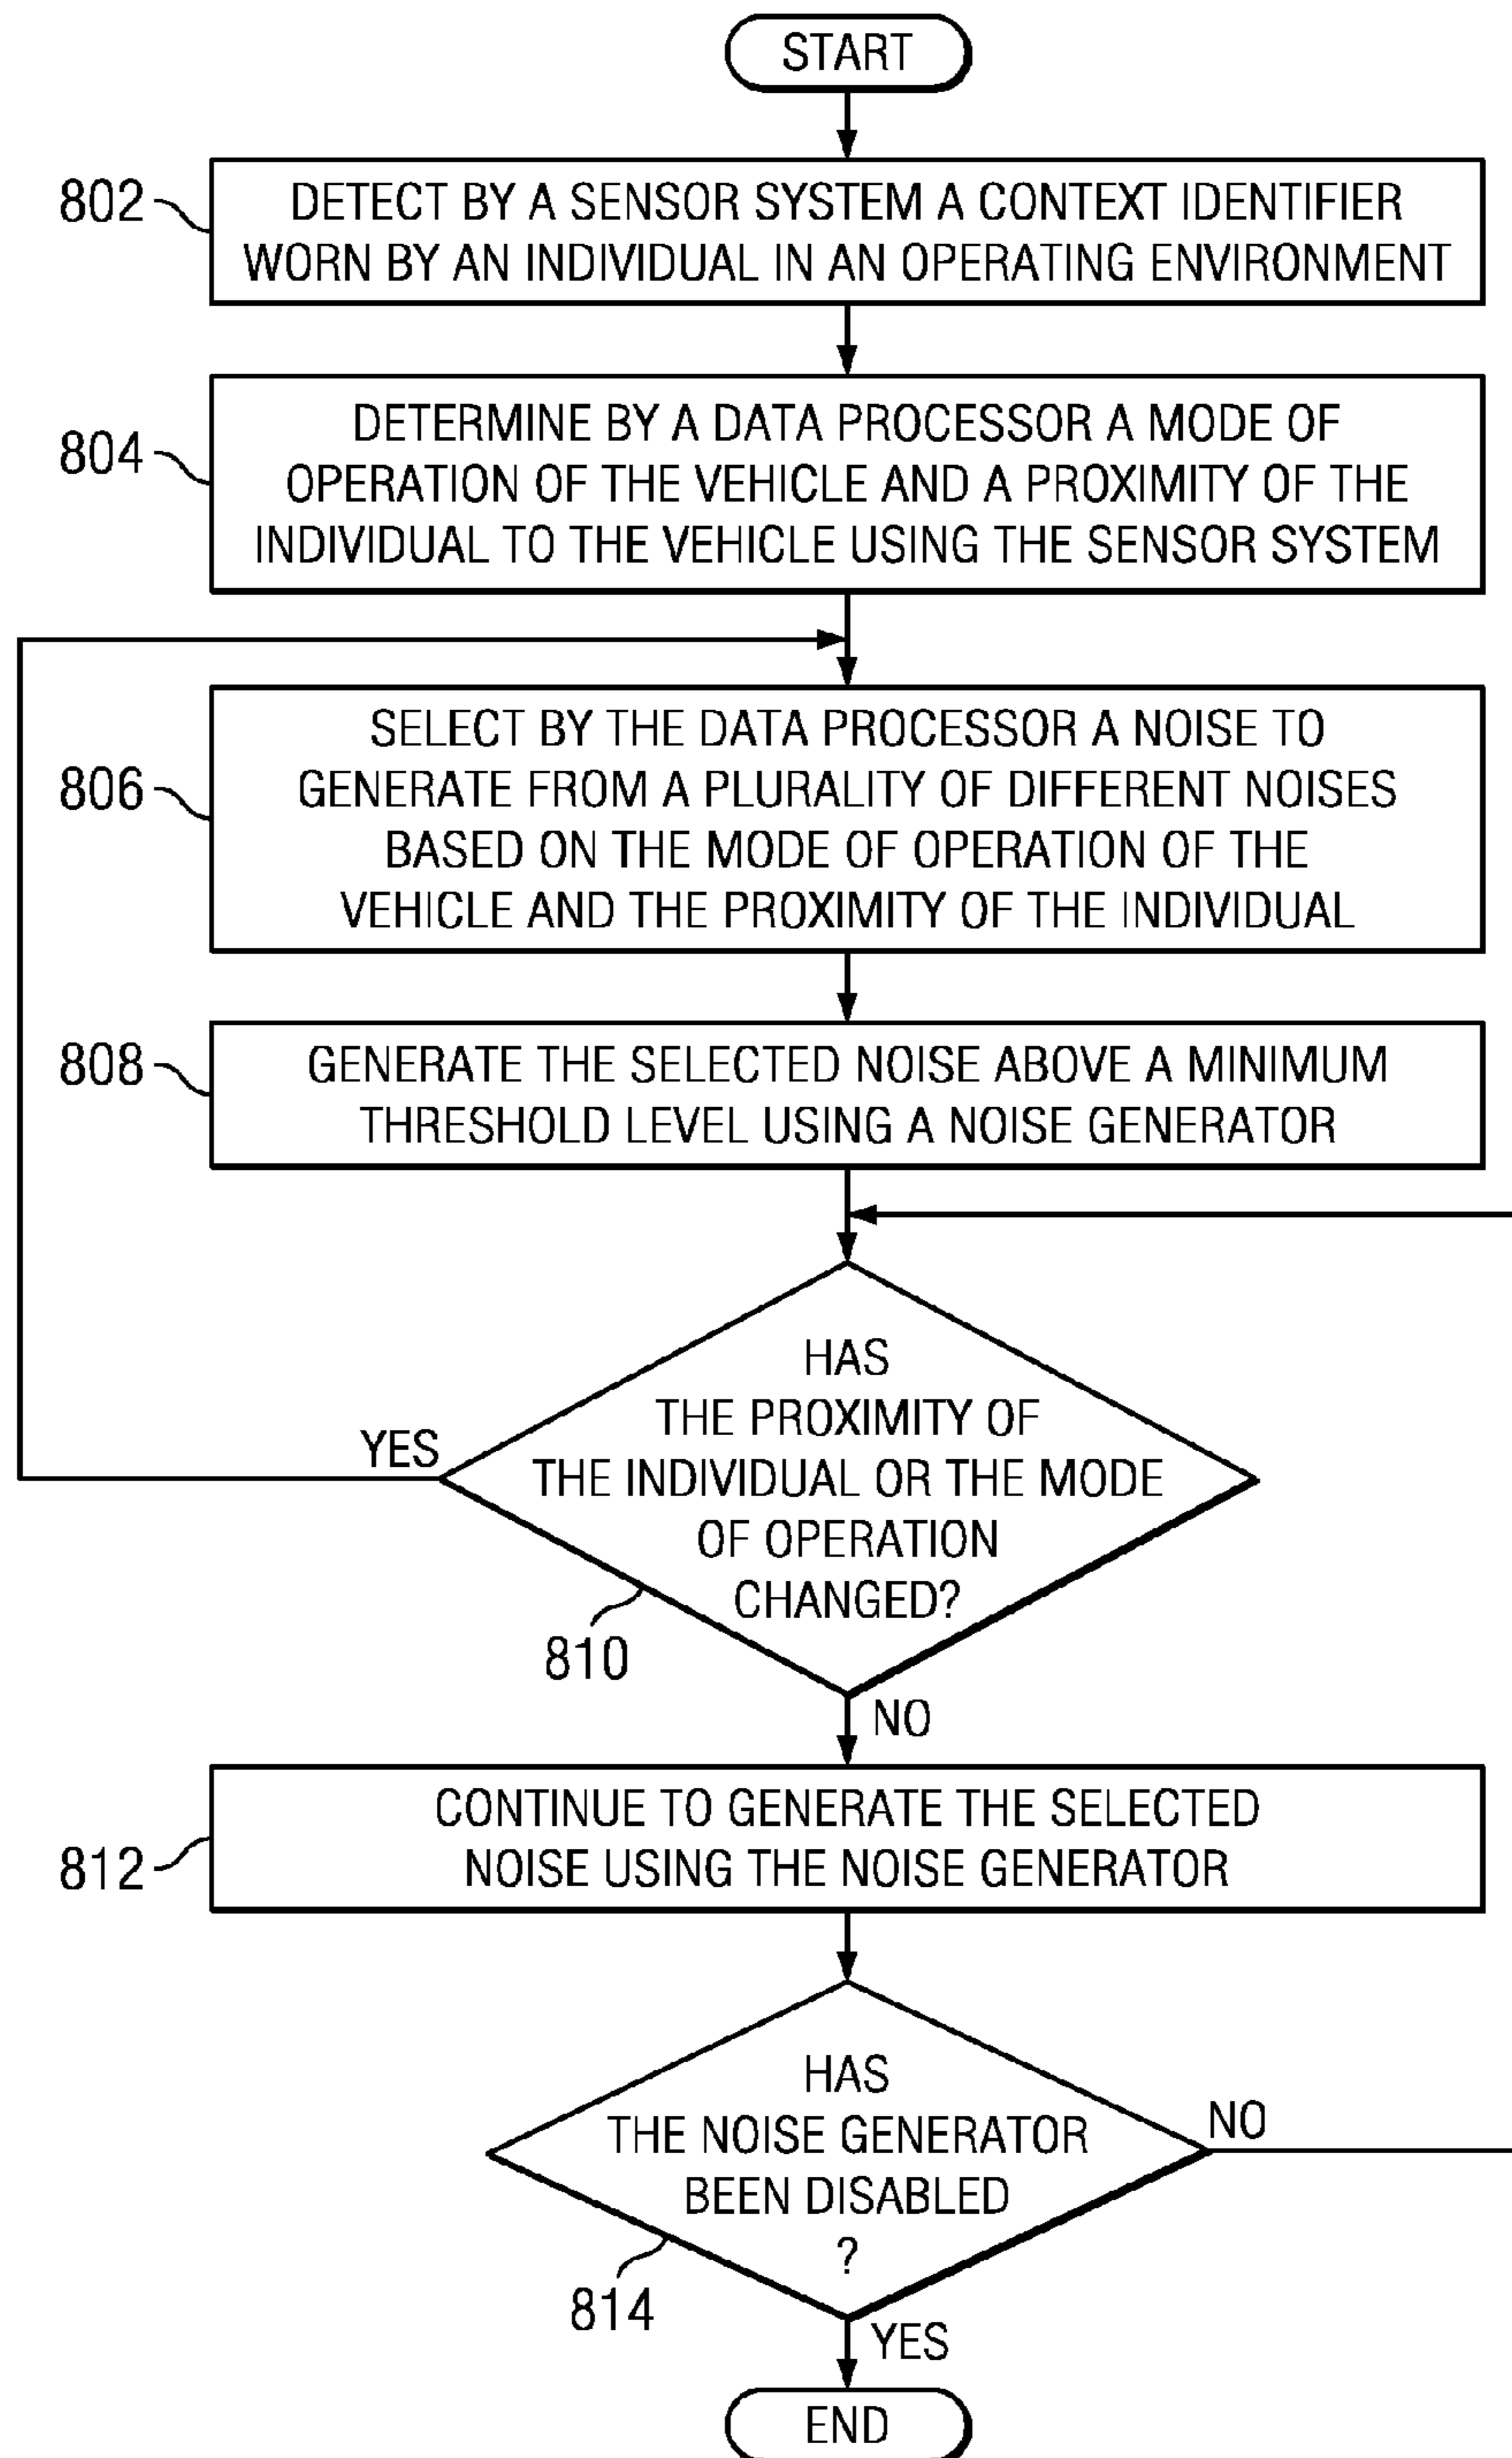 START
802
DETECT BY A SENSOR SYSTEM A CONTEXT IDENTIFIER
WORN BY AN INDIVIDUAL IN AN OPERATING ENVIRONMENT
804
DETERMINE BY A DATA PROCESSOR A MODE OF
OPERATION OF THE VEHICLE AND A PROXIMITY OF THE
INDIVIDUAL TO THE VEHICLE USING THE SENSOR SYSTEM
806
SELECT BY THE DATA PROCESSOR A NOISE TO
GENERATE FROM A PLURALITY OF DIFFERENT NOISES
BASED ON THE MODE OF OPERATION OF THE
VEHICLE AND THE PROXIMITY OF THE INDIVIDUAL
808
GENERATE THE SELECTED NOISE ABOVE A MINIMUM
THRESHOLD LEVEL USING A NOISE GENERATOR
HAS
THE PROXIMITY OF
THE INDIVIDUAL OR THE MODE
OF OPERATION
CHANGED?
YES
810
NO
812
CONTINUE TO GENERATE THE SELECTED
NOISE USING THE NOISE GENERATOR
HAS
THE NOISE GENERATOR
BEEN DISABLED
?
NO
814
YES
END